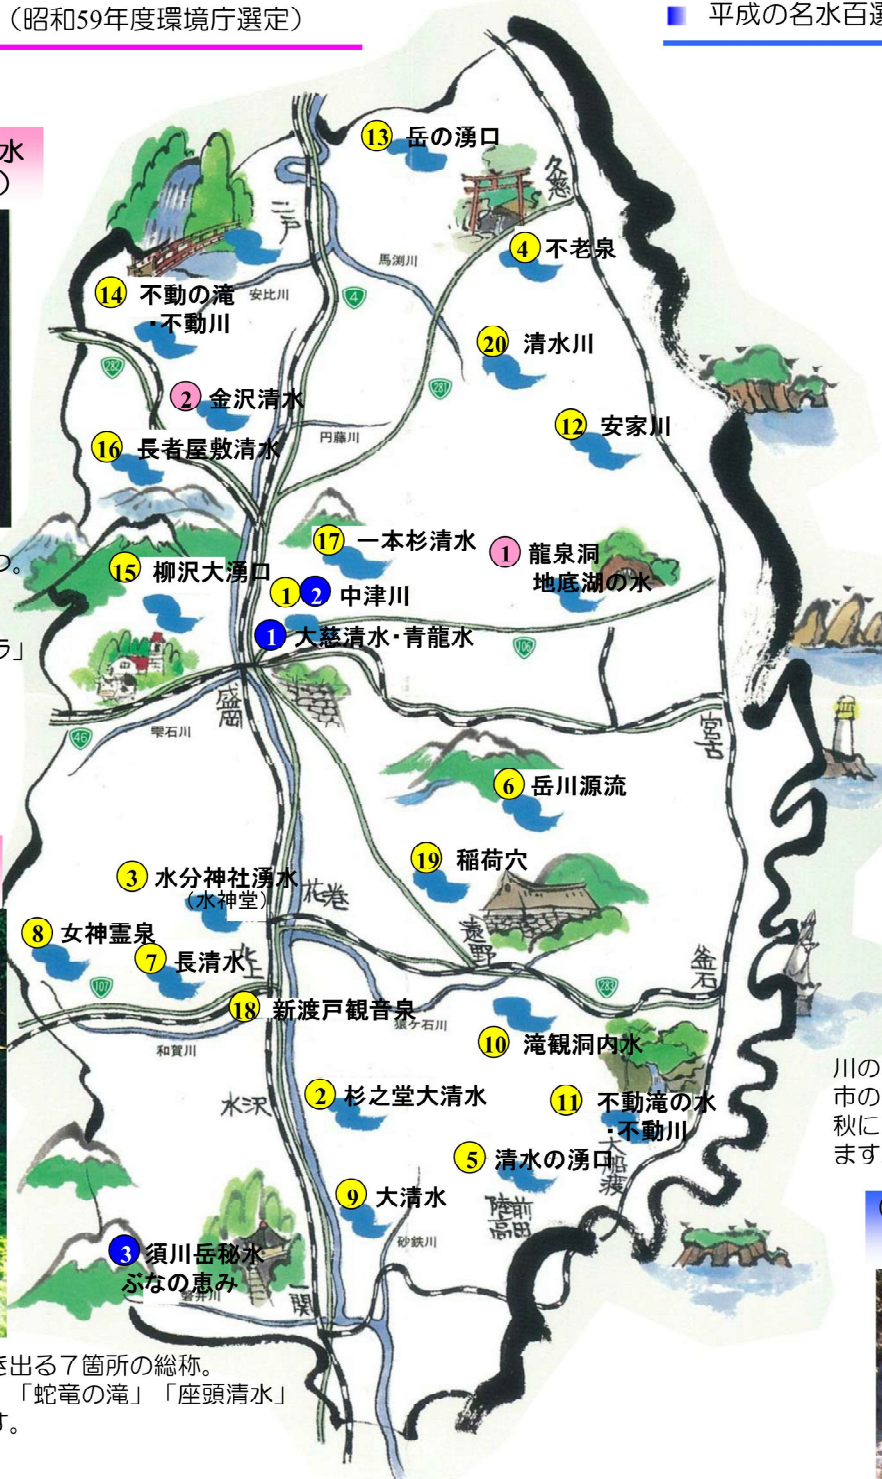 （昭和59年度環境庁選定）
平成の名水百選
水
）
13 岳の湧口
久慈
二戸
4 不老泉
馬渕川
14 不動の滝
・不動川
安比川
4
20 清水川
282
281
2 金沢清水
12 安家川
円藤川
16 長者屋敷清水
17 一本杉清水
1 龍泉洞
地底湖の水
つ。
15 柳沢大湧口
1 2 中津川
1 大慈清水・青龍水
106
ラ」
盛岡
宮古
46
雫石川
6 岳川源流
19 稲荷穴
3 水分神社湧水
（水神堂）
花巻
8 女神霊泉
遠野
北上
7 長清水
釜石
107
283
18 新渡戸観音泉
猿ケ石川
和賀川
10 滝観洞内水
川の
2 杉之堂大清水
水沢
11 不動滝の水
・不動川
市の
秋に
ます
大船渡
5 清水の湧口
9 大清水
陸前高田
砂鉄川
3 須川岳秘水
ぶなの恵み
磐井川
一関
（
き出る７箇所の総称。
「蛇竜の滝」「座頭清水」
す。